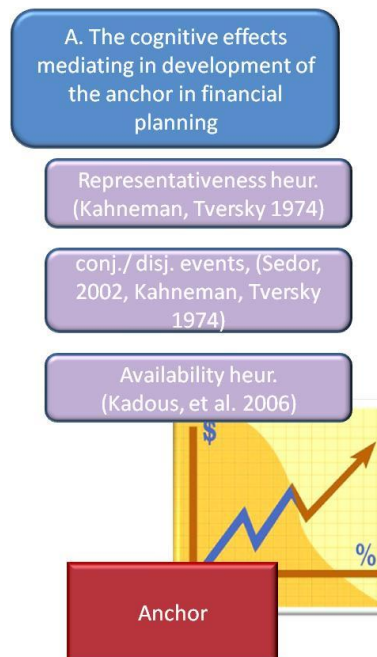 A. The cognitive effects
mediating in development of
the anchor in financial
planning
Representativeness heur.
(Kahneman, Tversky 1974)
conj./ disj. events, (Sedor,
2002, Kahneman, Tversky
1974)
Availability heur.
(Kadous, et al. 2006)
$
%
Anchor